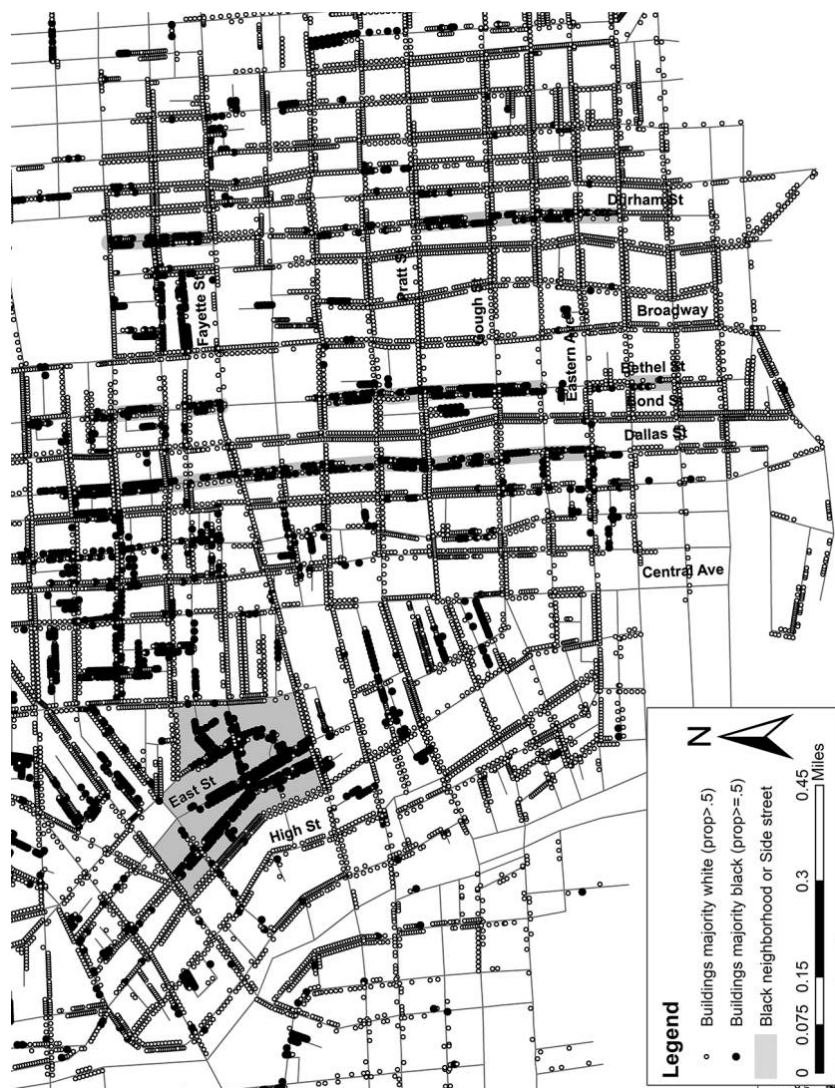 Durham St
Fayette St
Pratt St
Gough St
Broadway
Eastern Ave
Bethel St
Bond St
Dallas St
Central Ave
East St
High St
Legend
Buildings majority white (prop>.5)
Buildings majority black (prop>=.5)
Black neighborhood or Side street
N
0 0.075 0.15 0.3 0.45
Miles